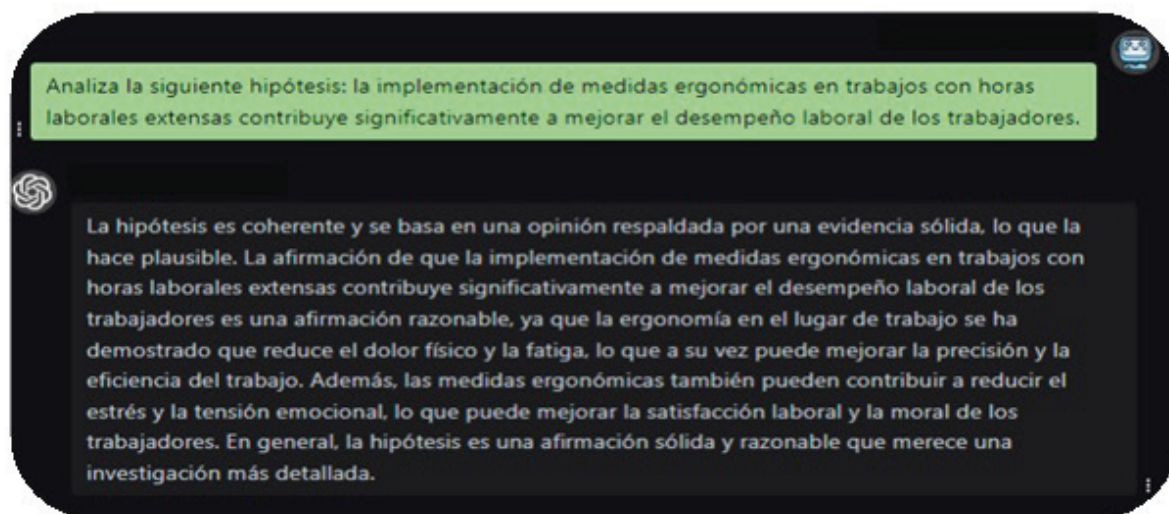 Analiza la siguiente hipótesis: la implementación de medidas ergonómicas en trabajos con horas
laborales extensas contribuye significativamente a mejorar el desempeño laboral de los trabajadores.
La hipótesis es coherente y se basa en una opinión respaldada por una evidencia sólida, lo que la
hace plausible. La afirmación de que la implementación de medidas ergonómicas en trabajos con
horas laborales extensas contribuye significativamente a mejorar el desempeño laboral de los
trabajadores es una afirmación razonable, ya que la ergonomía en el lugar de trabajo se ha
demostrado que reduce el dolor físico y la fatiga, lo que a su vez puede mejorar la precisión y la
eficiencia del trabajo. Además, las medidas ergonómicas también pueden contribuir a reducir el
estrés y la tensión emocional, lo que puede mejorar la satisfacción laboral y la moral de los
trabajadores. En general, la hipótesis es una afirmación sólida y razonable que merece una
investigación más detallada.